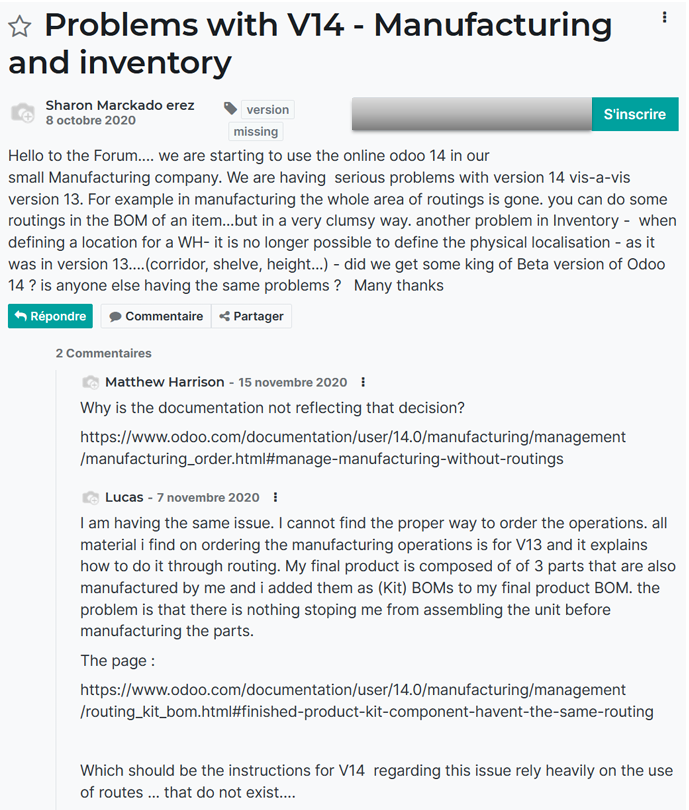 Problems with V14 - Manufacturing
and inventory
Sharon Marckado erez
8 octobre 2020
version
missing
S'inscrire
Hello to the Forum.... we are starting to use the online odoo 14 in our
small Manufacturing company. We are having serious problems with version 14 vis-a-vis
version 13. For example in manufacturing the whole area of routings is gone. you can do some
routings in the BOM of an item...but in a very clumsy way. another problem in Inventory - when
defining a location for a WH- it is no longer possible to define the physical localisation - as it
was in version 13....(corridor, shelve, height...) - did we get some king of Beta version of Odoo
14 ? is anyone else having the same problems ? Many thanks
Répondre
Commentaire
Partager
2 Commentaires
Matthew Harrison - 15 novembre 2020
Why is the documentation not reflecting that decision?
https://www.odoo.com/documentation/user/14.0/manufacturing/management
/manufacturing_order.html#manage-manufacturing-without-routings
Lucas - 7 novembre 2020
I am having the same issue. I cannot find the proper way to order the operations. all
material i find on ordering the manufacturing operations is for V13 and it explains
how to do it through routing. My final product is composed of of 3 parts that are also
manufactured by me and i added them as (Kit) BOMs to my final product BOM. the
problem is that there is nothing stoping me from assembling the unit before
manufacturing the parts.
The page :
https://www.odoo.com/documentation/user/14.0/manufacturing/management
/routing_kit_bom.html#finished-product-kit-component-havent-the-same-routing
Which should be the instructions for V14 regarding this issue rely heavily on the use
of routes ... that do not exist....